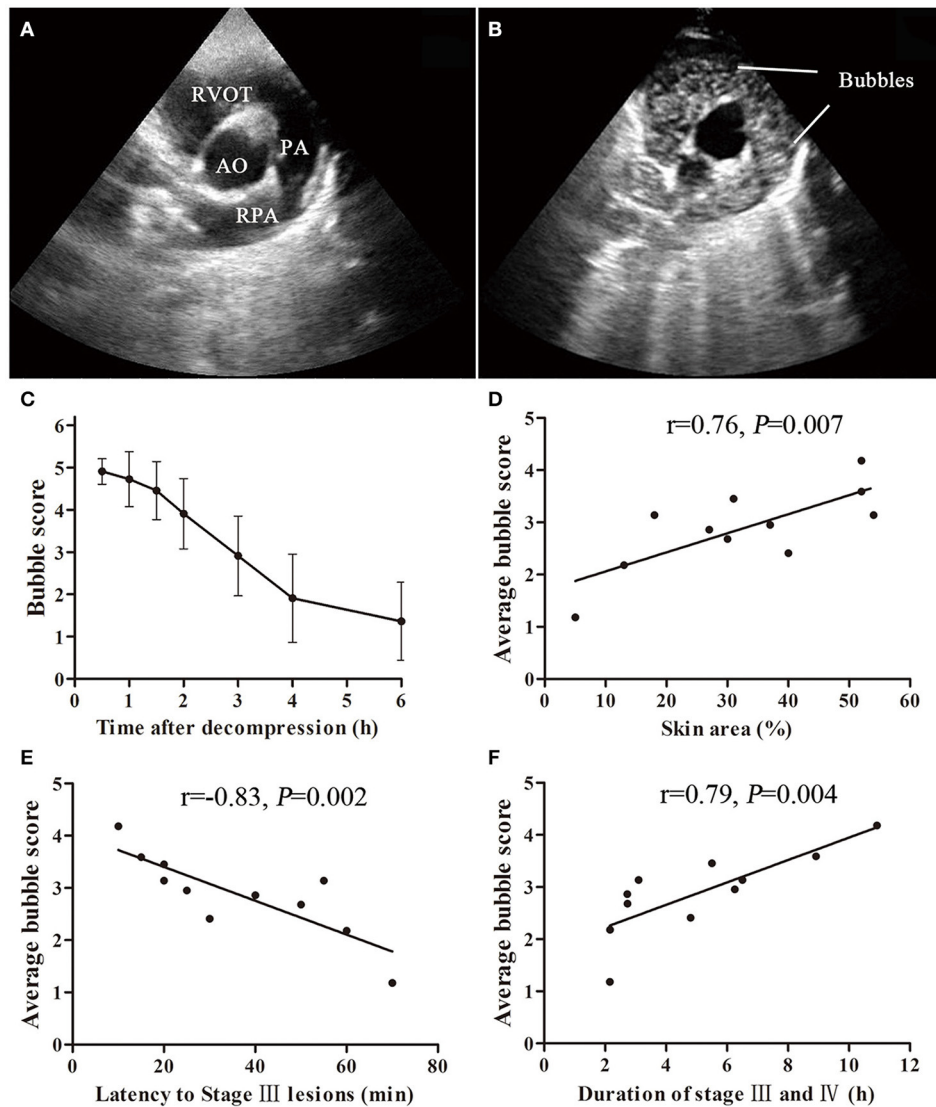 A
RVOT
PA
AO
RPA
B
Bubbles
C
6
5
4
3
2
1
0
Bubble score
0 1 2 3 4 5 6
Time after decompression (h)
D
r=0.76, P=0.007
5
4
3
2
1
0
Average bubble score
0 10 20 30 40 50 60
Skin area (%)
E
r=-0.83, P=0.002
5
4
3
2
1
0
Average bubble score
0 20 40 60 80
Latency to Stage Ⅲ lesions (min)
F
r=0.79, P=0.004
5
4
3
2
1
0
Average bubble score
0 2 4 6 8 10 12
Duration of stage Ⅲ and Ⅳ (h)